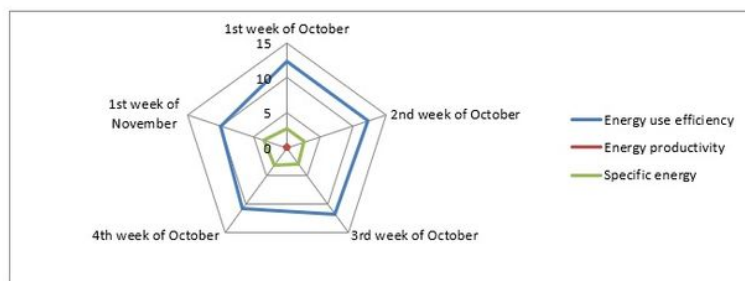 1st week of October
15
10
5
0
2nd week of October
3rd week of October
4th week of October
1st week of
November
Energy use efficiency
Energy productivity
Specific energy